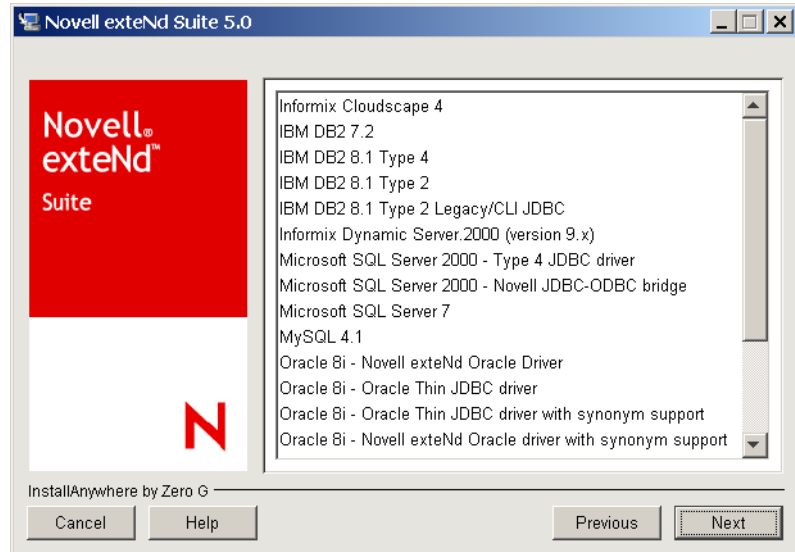 Novell exteNd Suite 5.0
Novell®
exteNd™
Suite
Informix Cloudscape 4
IBM DB2 7.2
IBM DB2 8.1 Type 4
IBM DB2 8.1 Type 2
IBM DB2 8.1 Type 2 Legacy/CLI JDBC
Informix Dynamic Server.2000 (version 9.x)
Microsoft SQL Server 2000 - Type 4 JDBC driver
Microsoft SQL Server 2000 - Novell JDBC-ODBC bridge
Microsoft SQL Server 7
MySQL 4.1
Oracle 8i - Novell exteNd Oracle Driver
Oracle 8i - Oracle Thin JDBC driver
Oracle 8i - Oracle Thin JDBC driver with synonym support
Oracle 8i - Novell exteNd Oracle driver with synonym support
N
InstallAnywhere by Zero G
Cancel
Help
Previous
Next